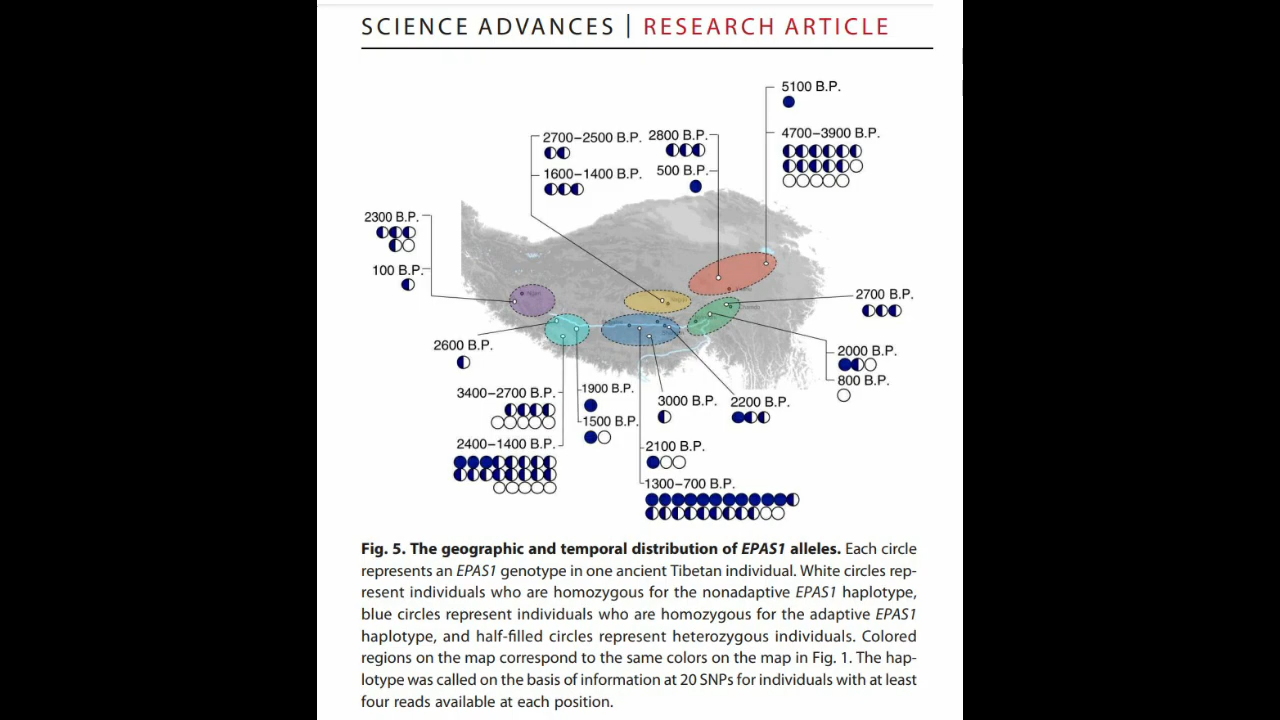 SCIENCE ADVANCES | RESEARCH ARTICLE
5100 B.P.
4700–3900 B.P.
2700–2500 B.P.
2800 B.P.
1600–1400 B.P.
500 B.P.
2300 B.P.
100 B.P.
2700 B.P.
2600 B.P.
2000 B.P.
800 B.P.
3400–2700 B.P.
1900 B.P.
3000 B.P.
2200 B.P.
1500 B.P.
2400–1400 B.P.
2100 B.P.
1300–700 B.P.
Fig. 5. The geographic and temporal distribution of EPAS1 alleles. Each circle
represents an EPAS1 genotype in one ancient Tibetan individual. White circles rep-
resent individuals who are homozygous for the nonadaptive EPAS1 haplotype,
blue circles represent individuals who are homozygous for the adaptive EPAS1
haplotype, and half-filled circles represent heterozygous individuals. Colored
regions on the map correspond to the same colors on the map in Fig. 1. The hap-
lotype was called on the basis of information at 20 SNPs for individuals with at least
four reads available at each position.